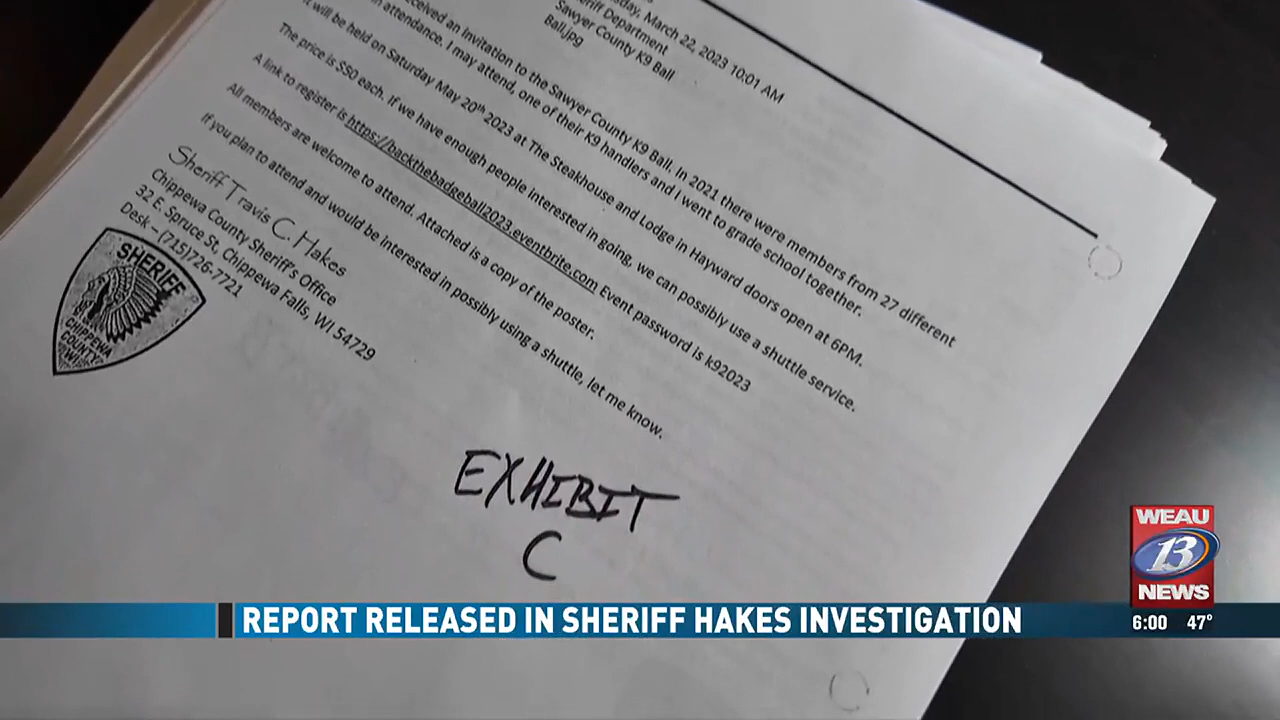 sday, March 22, 2023 10:01 AM
Sheriff Department
Sawyer County K9 Ball
Ball.jpg
received an invitation to the Sawyer County K9 Ball. In 2021 there were members from 27 different
in attendance. I may attend, one of their K9 handlers and I went to grade school together.
It will be held on Saturday May 20th 2023 at The Steakhouse and Lodge in Hayward doors open at 6PM.
The price is $50 each. If we have enough people interested in going, we can possibly use a shuttle service.
A link to register is https://backthebadgeball2023.eventbrite.com Event password is k92023
All members are welcome to attend. Attached is a copy of the poster.
If you plan to attend and would be interested in possibly using a shuttle, let me know.
Sheriff Travis C. Hakes
Chippewa County Sheriff's Office
32 E. Spruce St, Chippewa Falls, WI 54729
Desk – (715)726-7721
SHERIFF
CHIPPEWA
COUNTY
WIS
EXHIBIT
C
WEAU
13
NEWS
REPORT RELEASED IN SHERIFF HAKES INVESTIGATION
6:00 47°